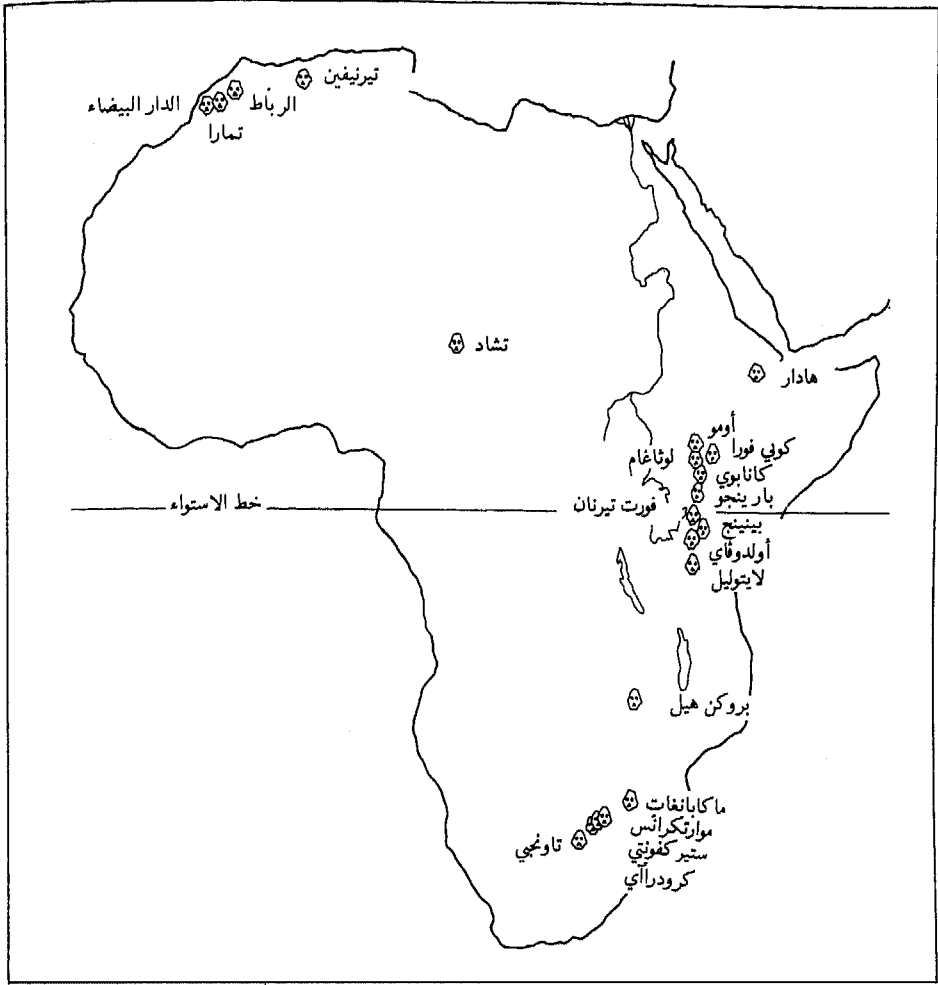 تيرنيفين
الرباط
الدار البيضاء
تمارا
تشاد
هادار
أومو
كوبي فورا
لوثاغام
كانابوي
بارينجو
فورت تيرنان
خط الاستواء
بينينج
أولدوڤاي
لايتوليل
بروكن هيل
ماكابانغات
موارتكرانس
تاونجي
ستيركفونتي
كرودراآي